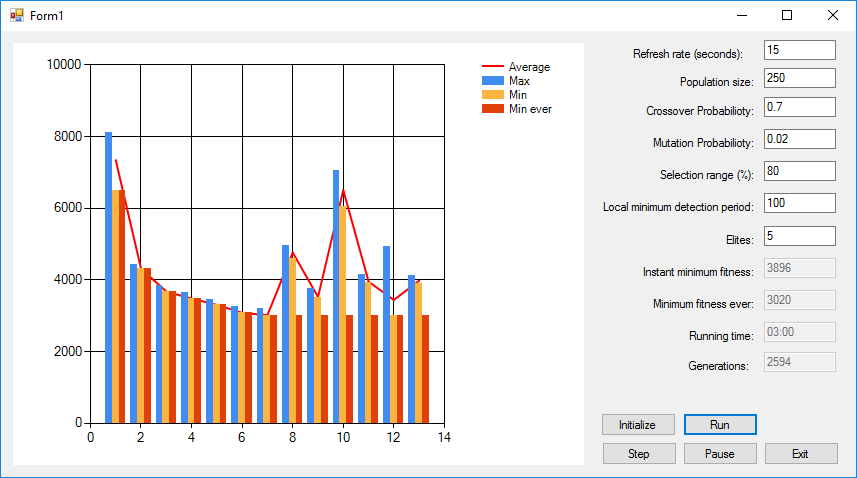 Form1
10000
8000
6000
4000
2000
0
0 2 4 6 8 10 12 14
Average
Max
Min
Min ever
Refresh rate (seconds): 15
Population size: 250
Crossover Probabilioty: 0.7
Mutation Probabilioty: 0.02
Selection range (%): 80
Local minimum detection period: 100
Elites: 5
Instant minimum fitness: 3896
Minimum fitness ever: 3020
Running time: 03:00
Generations: 2594
Initialize Run
Step Pause Exit